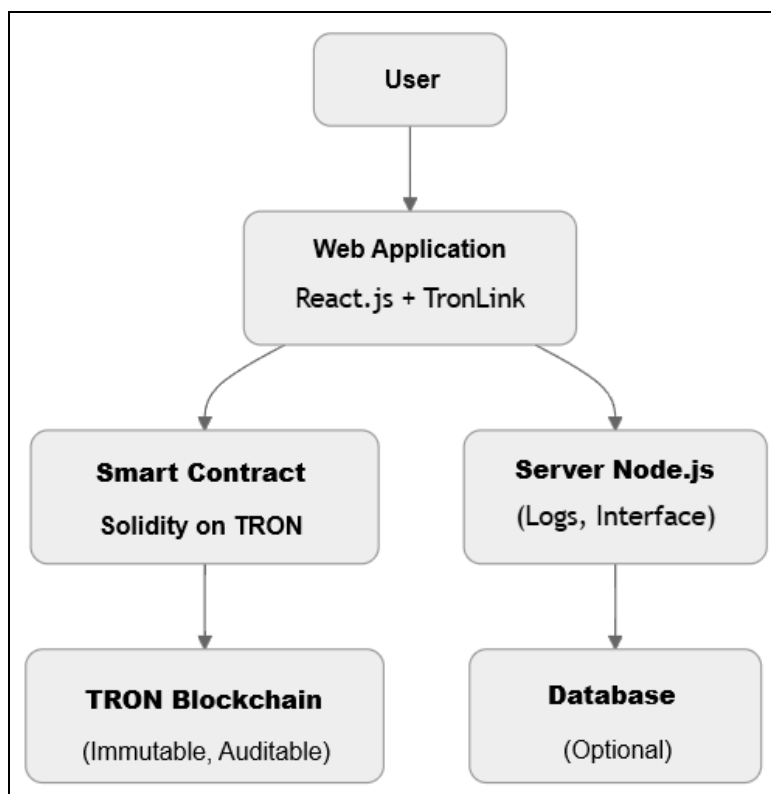 User
Web Application
React.js + TronLink
Smart Contract
Solidity on TRON
Server Node.js
(Logs, Interface)
TRON Blockchain
(Immutable, Auditable)
Database
(Optional)